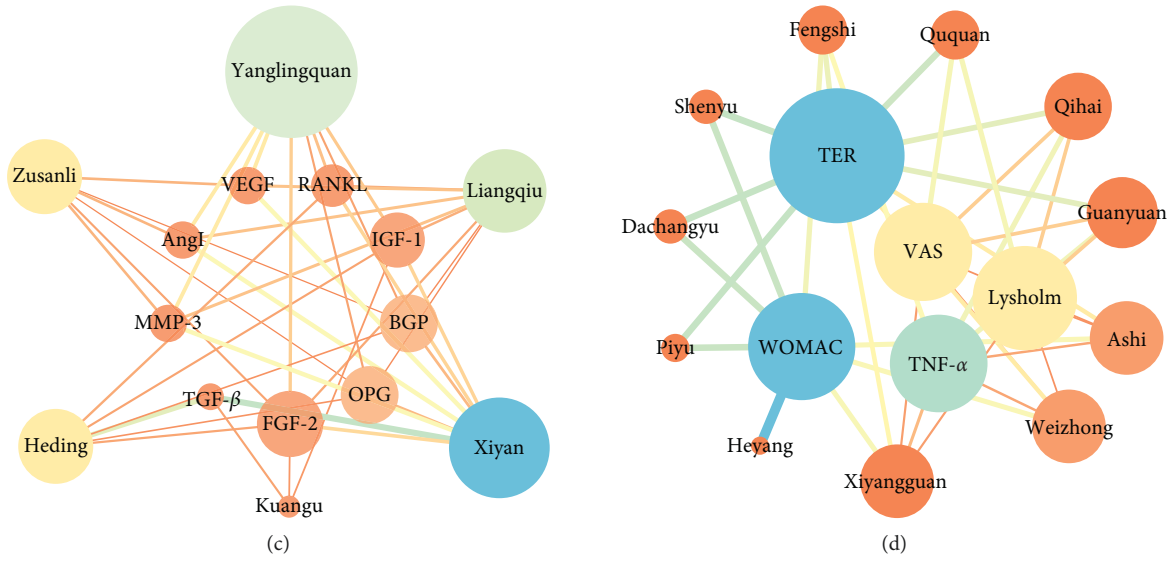 Yanglingquan
Zusanli
VEGF
RANKL
Liangqiu
AngI
IGF-1
MMP-3
BGP
TGF-β
OPG
FGF-2
Heding
Xiyan
Kuangu
(c)
Fengshi
Ququan
Shenyu
Qihai
TER
Guanyuan
Dachangyu
VAS
Lysholm
Ashi
Piyu
WOMAC
TNF-α
Weizhong
Heyang
Xiyangguan
(d)